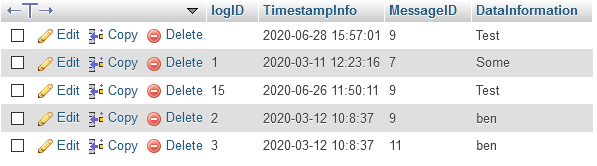 logID TimestampInfo MessageID DataInformation
Edit Copy Delete 2020-06-28 15:57:01 9 Test
Edit Copy Delete 1 2020-03-11 12:23:16 7 Some
Edit Copy Delete 15 2020-06-26 11:50:11 9 Test
Edit Copy Delete 2 2020-03-12 10:8:37 9 ben
Edit Copy Delete 3 2020-03-12 10:8:37 11 ben